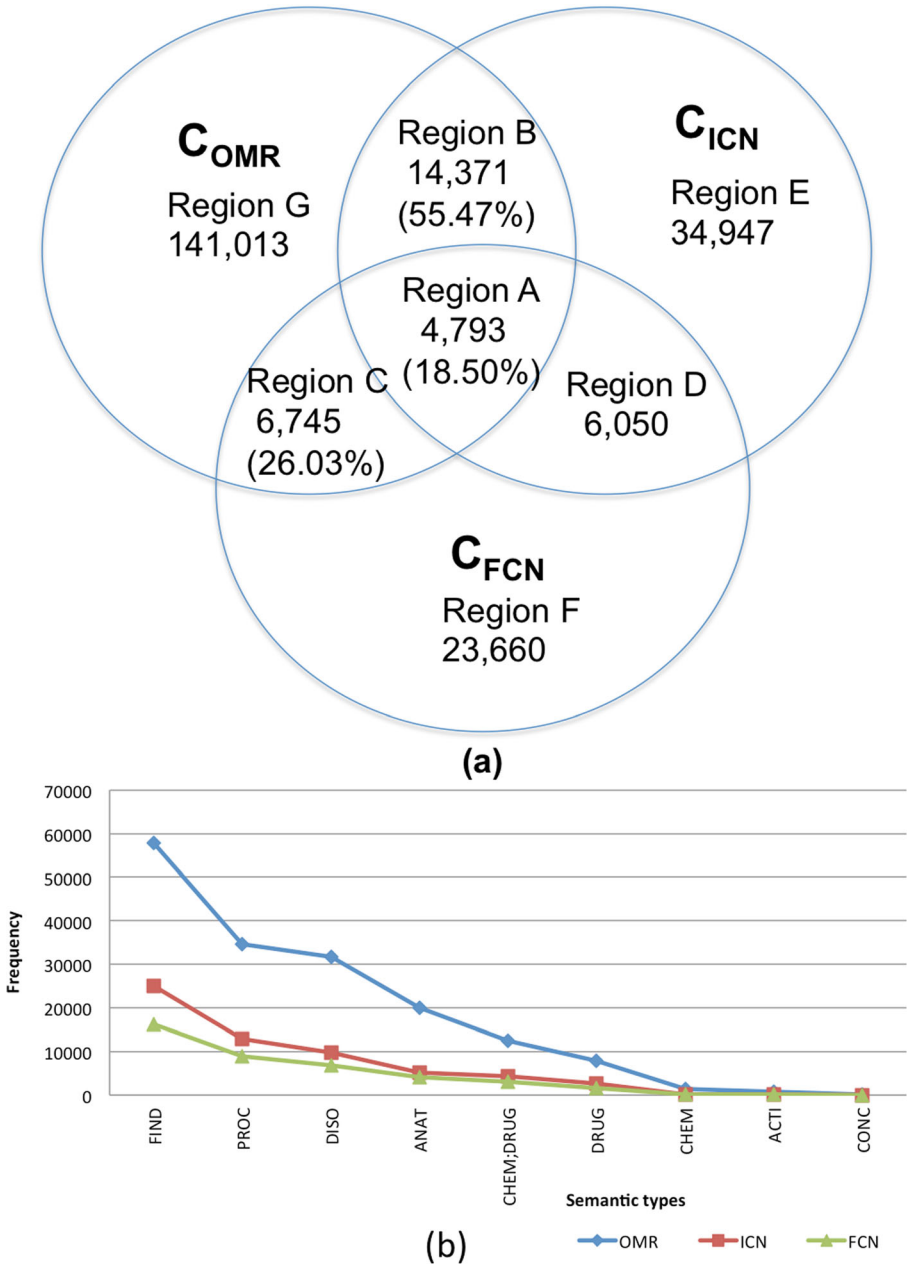 C_OMR
Region G
141,013
Region B
14,371
(55.47%)
C_ICN
Region E
34,947
Region A
4,793
(18.50%)
Region C
6,745
(26.03%)
Region D
6,050
C_FCN
Region F
23,660
(a)
70000
60000
50000
40000
30000
20000
10000
0
Frequency
FIND
PROC
DISO
ANAT
CHEM;DRUG
DRUG
CHEM
ACTI
CONC
Semantic types
(b)
OMR
ICN
FCN